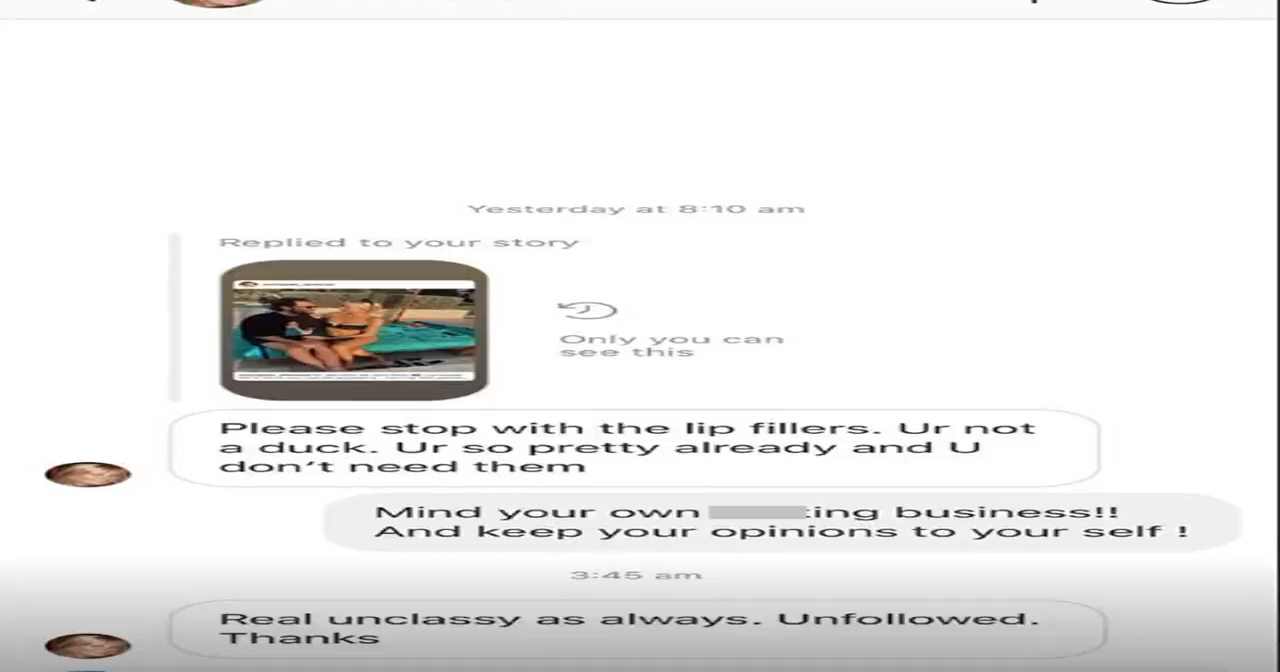 Yesterday at 8:10 am
Replied to your story
Only you can
see this
Please stop with the lip fillers. Ur not
a duck. Ur so pretty already and U
don't need them
Mind your own ing business!!
And keep your opinions to your self !
3:45 am
Real unclassy as always. Unfollowed.
Thanks